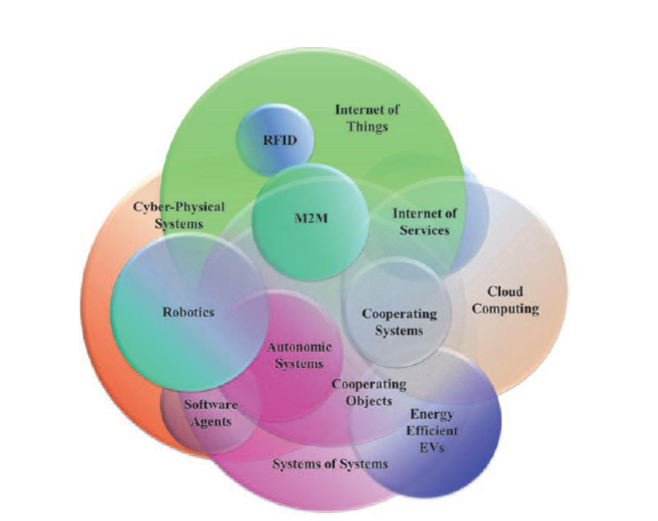 Internet of
Things
RFID
Cyber-Physical
Systems
M2M
Internet of
Services
Robotics
Cooperating
Systems
Cloud
Computing
Autonomic
Systems
Cooperating
Objects
Software
Agents
Energy
Efficient
EVs
Systems of Systems